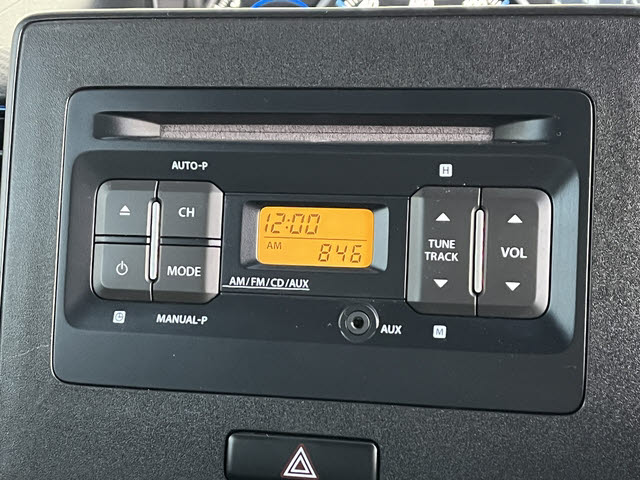 AUTO-P
H
CH
12:00
AM
846
TUNE
TRACK
VOL
MODE
AM/FM/CD/AUX
MANUAL-P
AUX
M